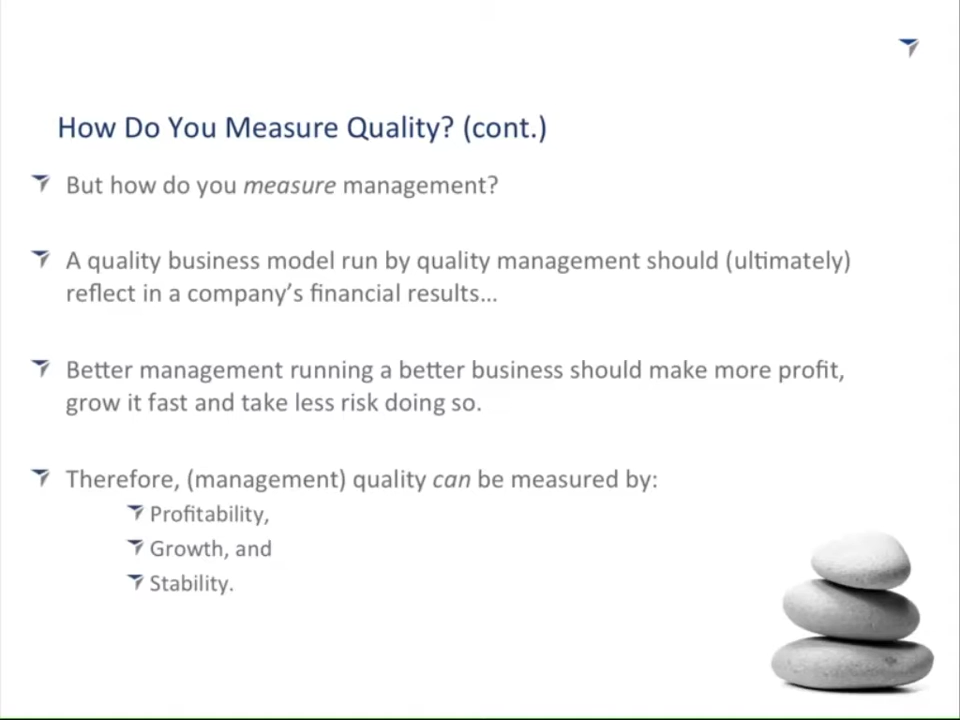 How Do You Measure Quality? (cont.)
But how do you measure management?
A quality business model run by quality management should (ultimately)
reflect in a company’s financial results…
Better management running a better business should make more profit,
grow it fast and take less risk doing so.
Therefore, (management) quality can be measured by:
Profitability,
Growth, and
Stability.